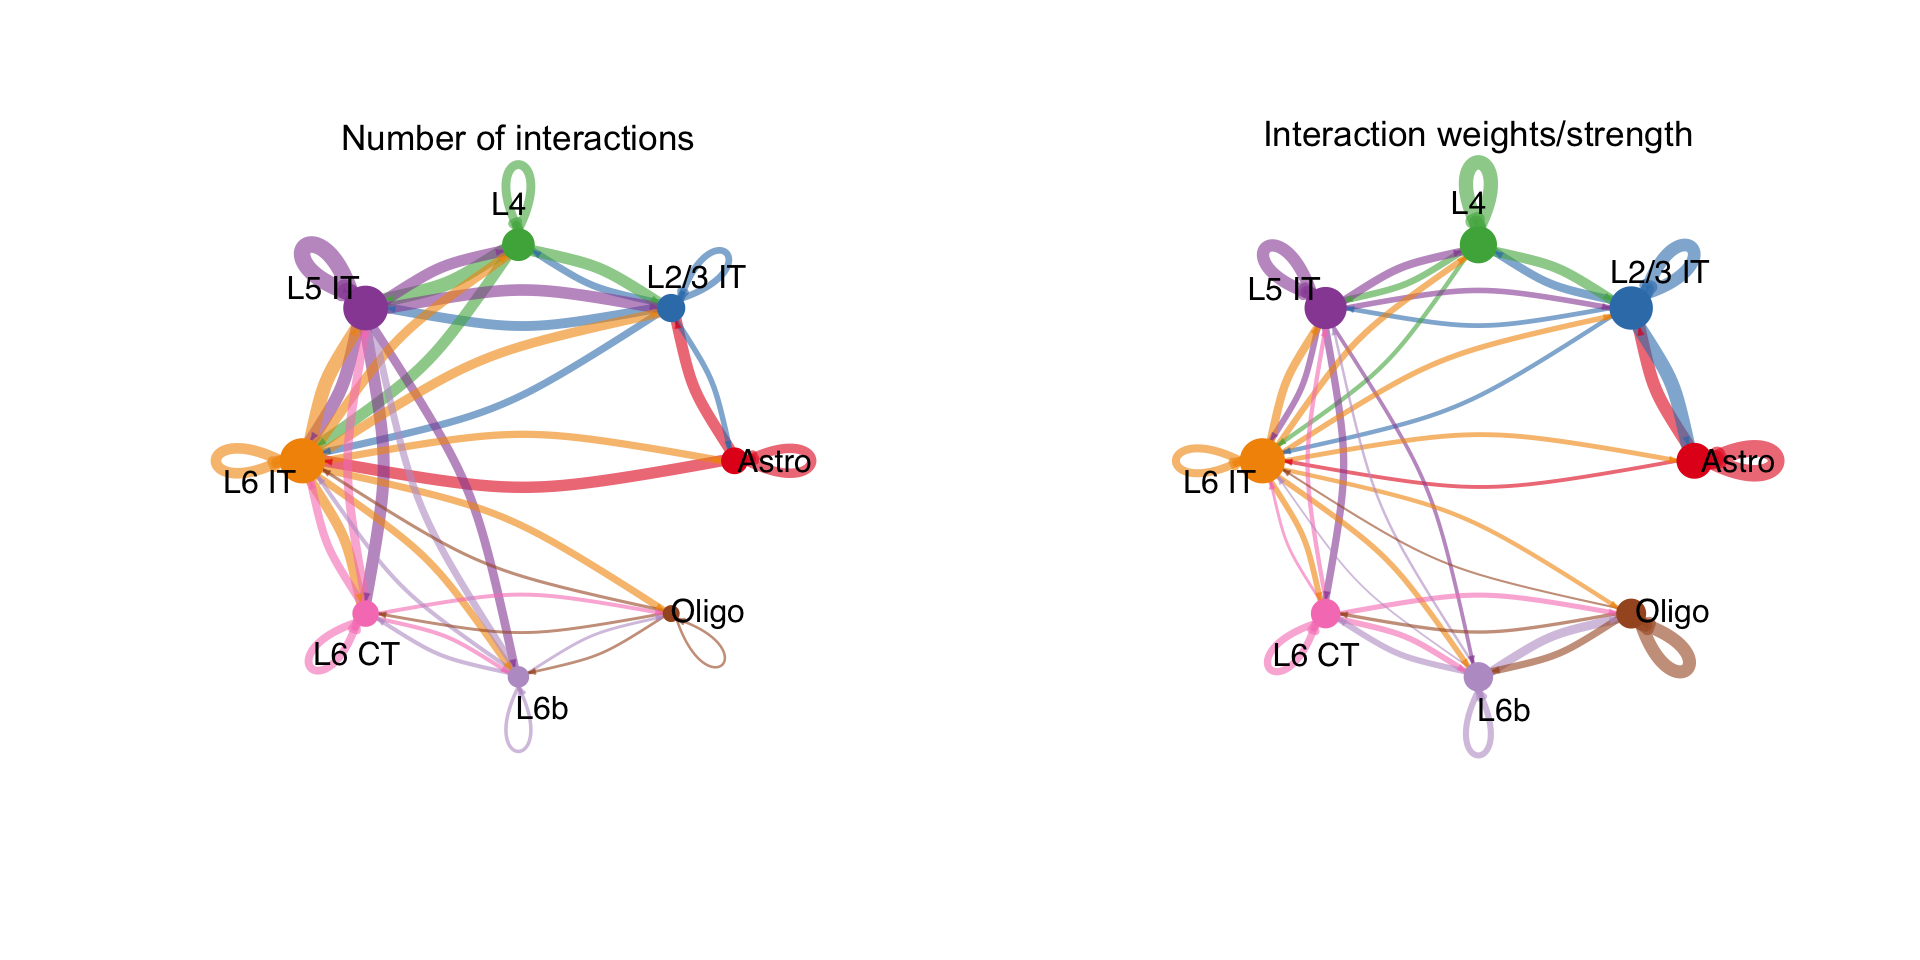 Number of interactions
L4
L2/3 IT
L5 IT
Astro
L6 IT
Oligo
L6 CT
L6b
Interaction weights/strength
L4
L2/3 IT
L5 IT
Astro
L6 IT
Oligo
L6 CT
L6b